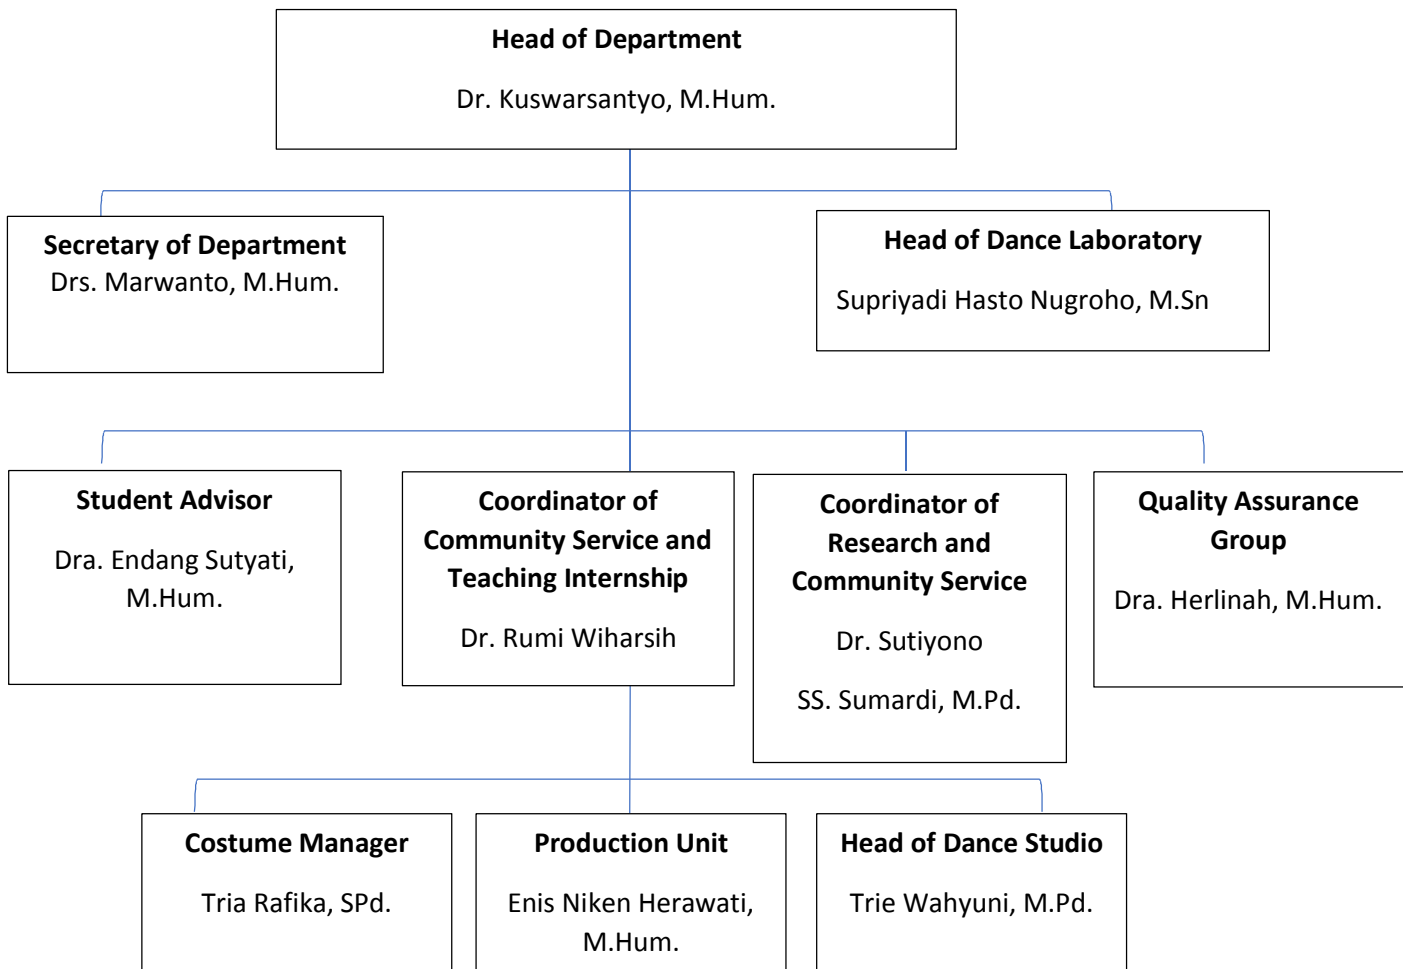 Head of Department
Dr. Kuswarsantyo, M.Hum.
Secretary of Department
Drs. Marwanto, M.Hum.
Head of Dance Laboratory
Supriyadi Hasto Nugroho, M.Sn
Student Advisor
Dra. Endang Sutyati,
M.Hum.
Coordinator of
Community Service and
Teaching Internship
Dr. Rumi Wiharsih
Coordinator of
Research and
Community Service
Dr. Sutiyono
SS. Sumardi, M.Pd.
Quality Assurance
Group
Dra. Herlinah, M.Hum.
Costume Manager
Tria Rafika, SPd.
Production Unit
Enis Niken Herawati,
M.Hum.
Head of Dance Studio
Trie Wahyuni, M.Pd.